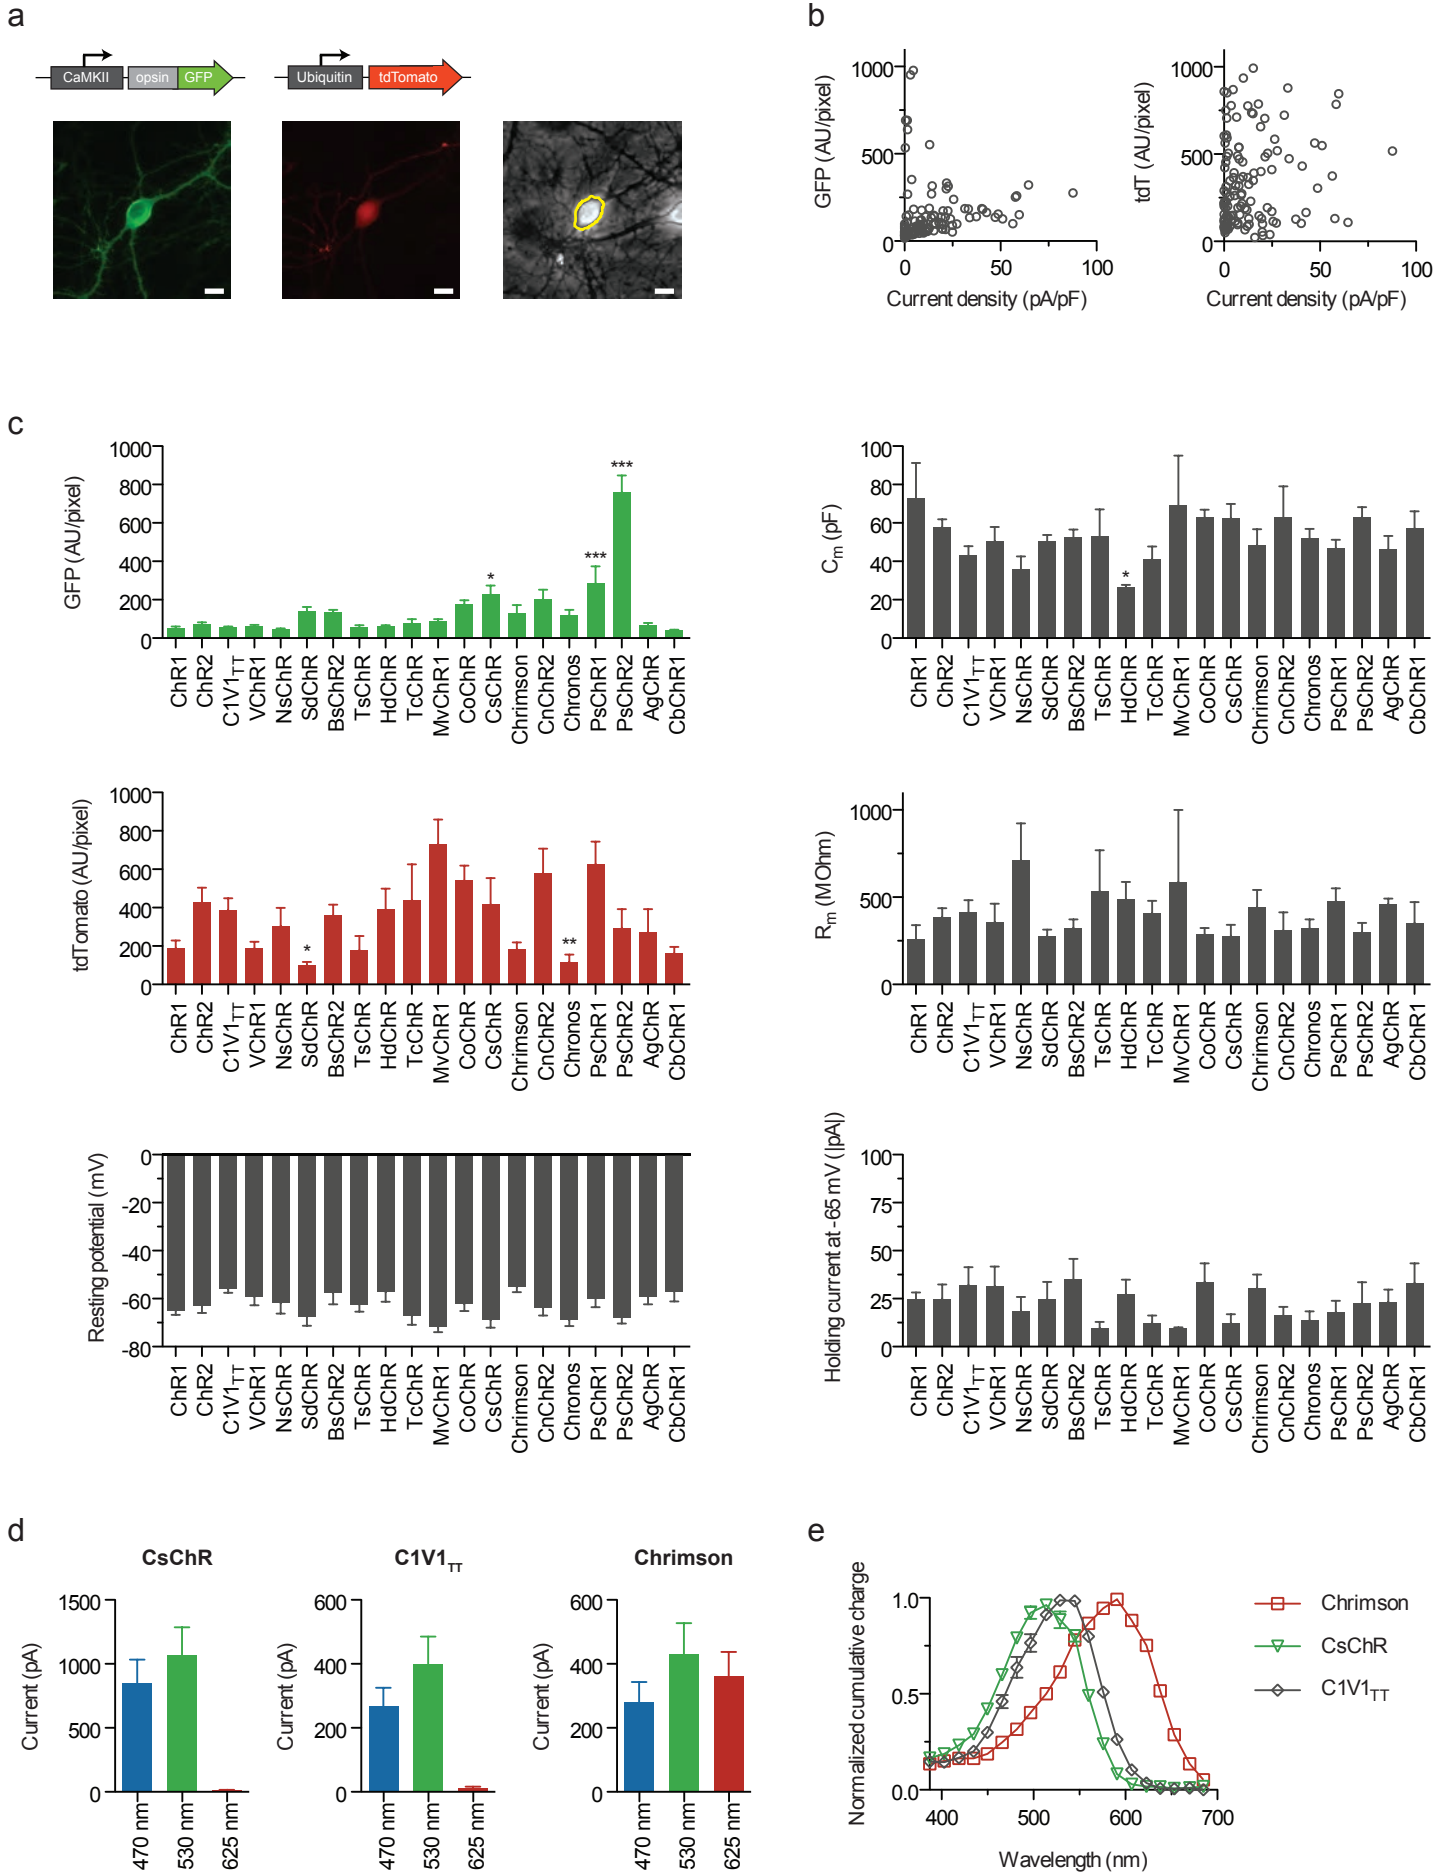 a
CaMKII opsin GFP
Ubiquitin tdTomato
b
GFP (AU/pixel)
1000
500
0
0 50 100
Current density (pA/pF)
tdT (AU/pixel)
1000
500
0
0 50 100
Current density (pA/pF)
c
GFP (AU/pixel)
1000
800
600
400
200
0
* *** ***
ChR1 ChR2 C1V1TT VChR1 NsChR SdChR BsChR2 TsChR HdChR TcChR MvChR1 CoChR CsChR Chrimson CnChR2 Chronos PsChR1 PsChR2 AgChR CbChR1
Cm (pF)
100
80
60
40
20
0
*
ChR1 ChR2 C1V1TT VChR1 NsChR SdChR BsChR2 TsChR HdChR TcChR MvChR1 CoChR CsChR Chrimson CnChR2 Chronos PsChR1 PsChR2 AgChR CbChR1
tdTomato (AU/pixel)
1000
800
600
400
200
0
* **
ChR1 ChR2 C1V1TT VChR1 NsChR SdChR BsChR2 TsChR HdChR TcChR MvChR1 CoChR CsChR Chrimson CnChR2 Chronos PsChR1 PsChR2 AgChR CbChR1
Rm (MOhm)
1000
500
0
ChR1 ChR2 C1V1TT VChR1 NsChR SdChR BsChR2 TsChR HdChR TcChR MvChR1 CoChR CsChR Chrimson CnChR2 Chronos PsChR1 PsChR2 AgChR CbChR1
Resting potential (mV)
0
-20
-40
-60
-80
ChR1 ChR2 C1V1TT VChR1 NsChR SdChR BsChR2 TsChR HdChR TcChR MvChR1 CoChR CsChR Chrimson CnChR2 Chronos PsChR1 PsChR2 AgChR CbChR1
Holding current at -65 mV (|pA|)
100
75
50
25
0
ChR1 ChR2 C1V1TT VChR1 NsChR SdChR BsChR2 TsChR HdChR TcChR MvChR1 CoChR CsChR Chrimson CnChR2 Chronos PsChR1 PsChR2 AgChR CbChR1
d
CsChR
Current (pA)
1500
1000
500
0
470 nm 530 nm 625 nm
C1V1TT
Current (pA)
600
400
200
0
470 nm 530 nm 625 nm
Chrimson
Current (pA)
600
400
200
0
470 nm 530 nm 625 nm
e
Normalized cumulative charge
1.0
0.5
0.0
400 500 600 700
Wavelength (nm)
Chrimson
CsChR
C1V1TT